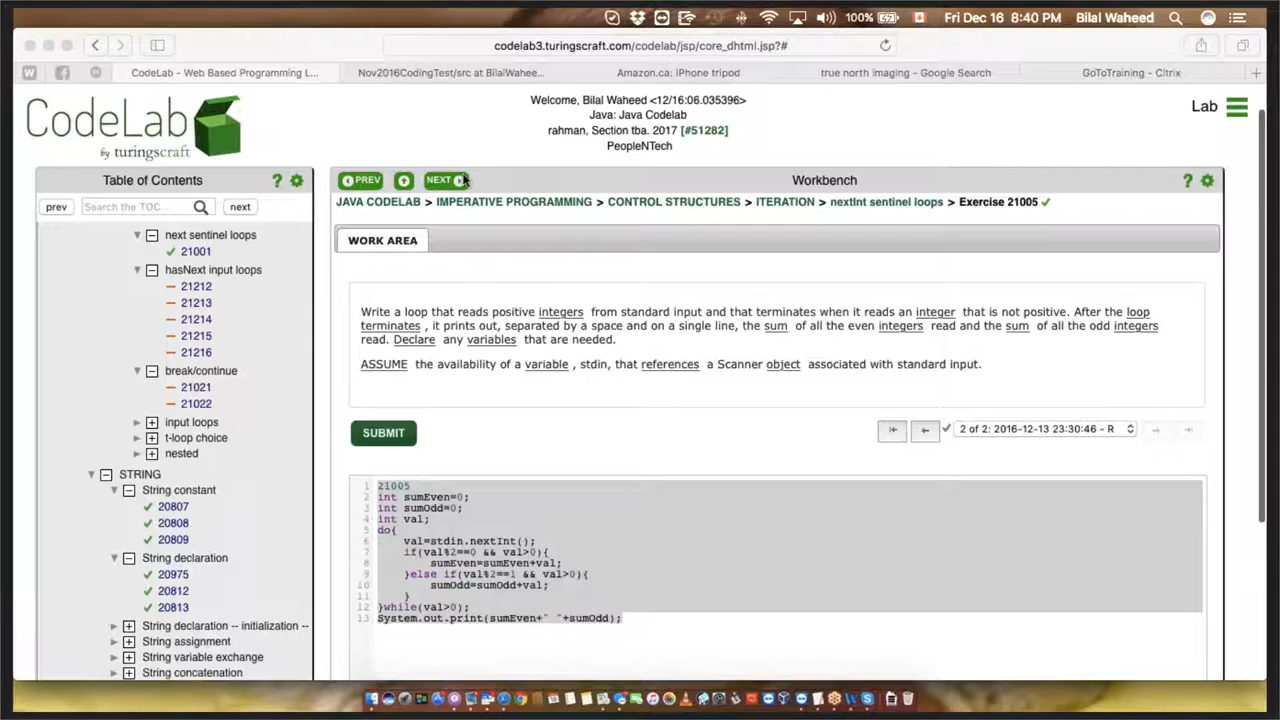 100% Fri Dec 16 8:40 PM Bilal Waheed
codelab3.turingscraft.com/codelab/jsp/core_dhtml.jsp?#
W CodeLab - Web Based Programming L... Nov2016CodingTest/src at BilalWahee... Amazon.ca: iPhone tripod true north imaging - Google Search GoToTraining - Citrix +
CodeLab
by turingscraft
Welcome, Bilal Waheed <12/16:06.035396>
Java: Java Codelab
rahman, Section tba. 2017 [#51282]
PeopleNTech
Lab
Table of Contents ?
prev Search the TOC... next
next sentinel loops
21001
hasNext input loops
21212
21213
21214
21215
21216
break/continue
21021
21022
input loops
t-loop choice
nested
STRING
String constant
20807
20808
20809
String declaration
20975
20812
20813
String declaration -- initialization --
String assignment
String variable exchange
String concatenation
PREV NEXT Workbench ?
JAVA CODELAB > IMPERATIVE PROGRAMMING > CONTROL STRUCTURES > ITERATION > nextInt sentinel loops > Exercise 21005
WORK AREA
Write a loop that reads positive integers from standard input and that terminates when it reads an integer that is not positive. After the loop
terminates , it prints out, separated by a space and on a single line, the sum of all the even integers read and the sum of all the odd integers
read. Declare any variables that are needed.
ASSUME the availability of a variable , stdin, that references a Scanner object associated with standard input.
SUBMIT
2 of 2: 2016-12-13 23:30:46 - R
1 21005
2 int sumEven=0;
3 int sumOdd=0;
4 int val;
5 do{
6 val=stdin.nextInt();
7 if(val%2==0 && val>0){
8 sumEven=sumEven+val;
9 }else if(val%2==1 && val>0){
10 sumOdd=sumOdd+val;
11 }
12 }while(val>0);
13 System.out.print(sumEven+" "+sumOdd);